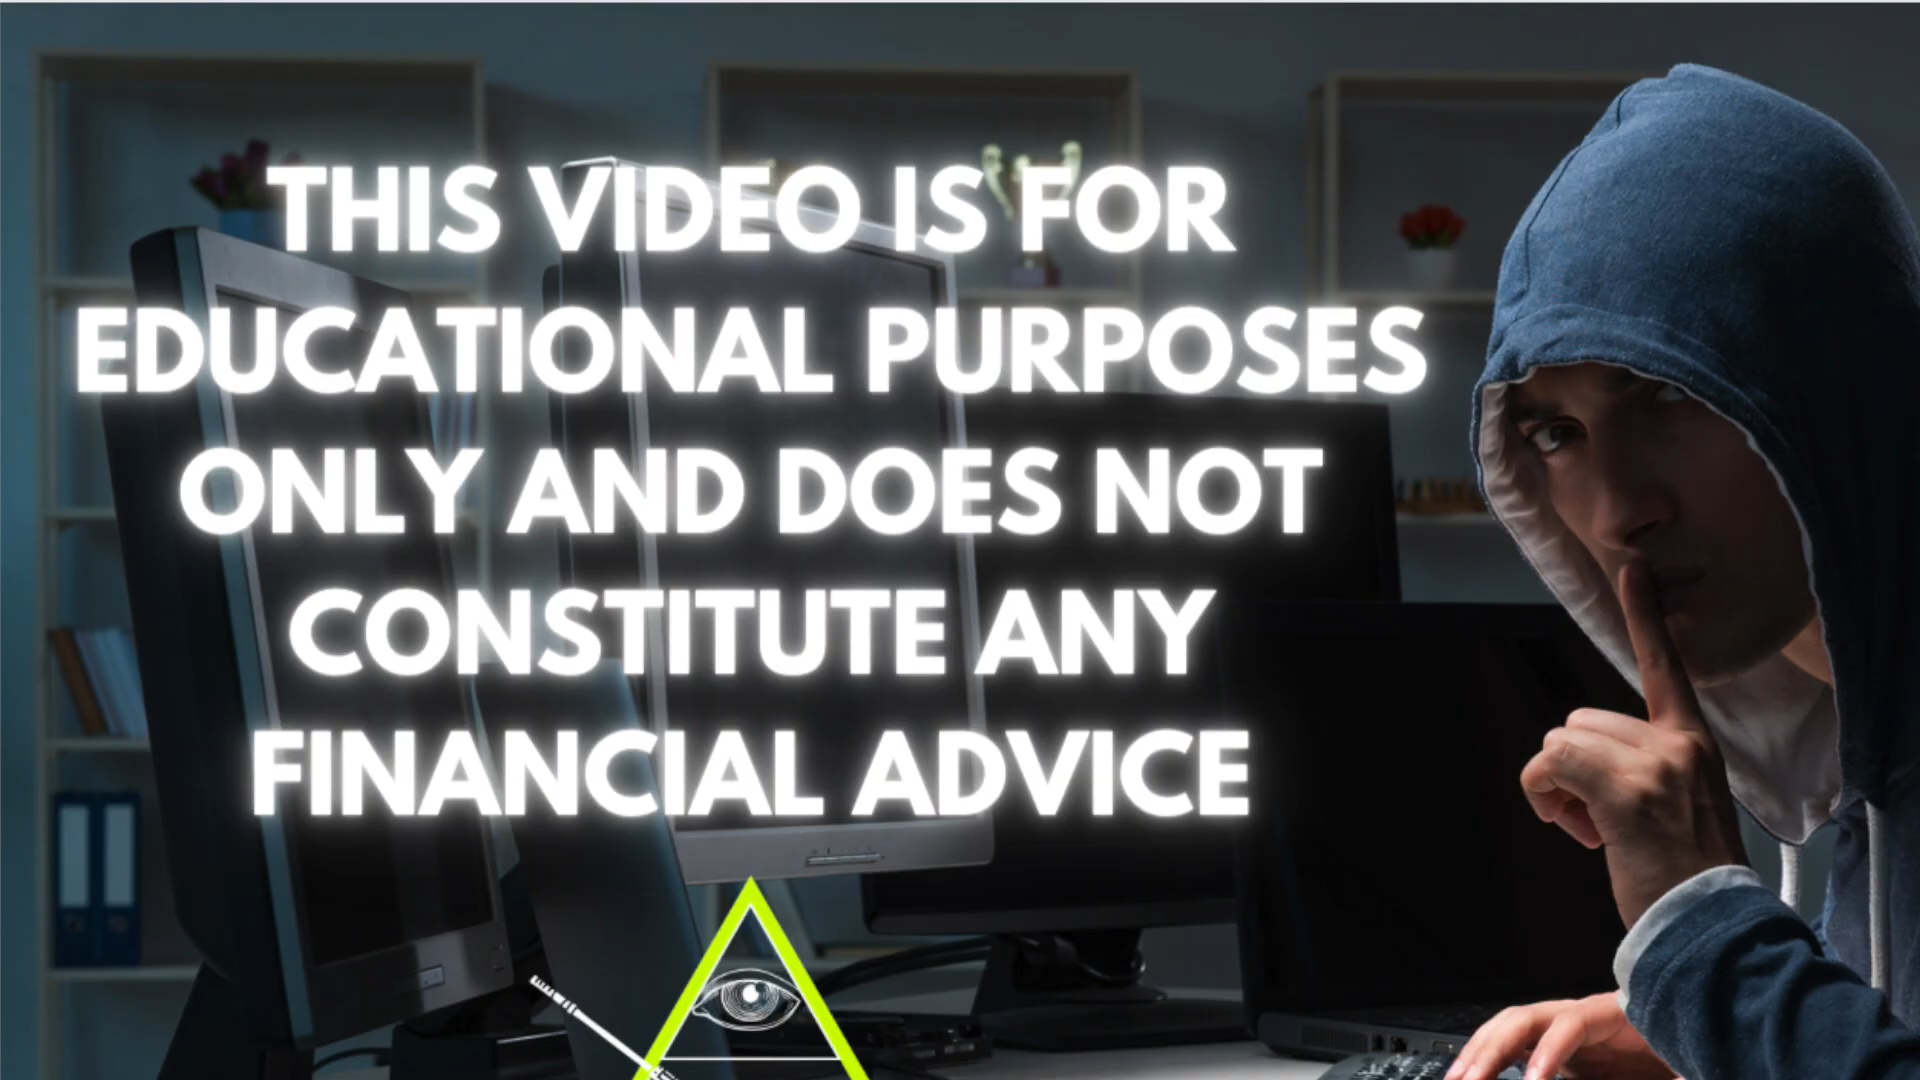 THIS VIDEO IS FOR
EDUCATIONAL PURPOSES
ONLY AND DOES NOT
CONSTITUTE ANY
FINANCIAL ADVICE